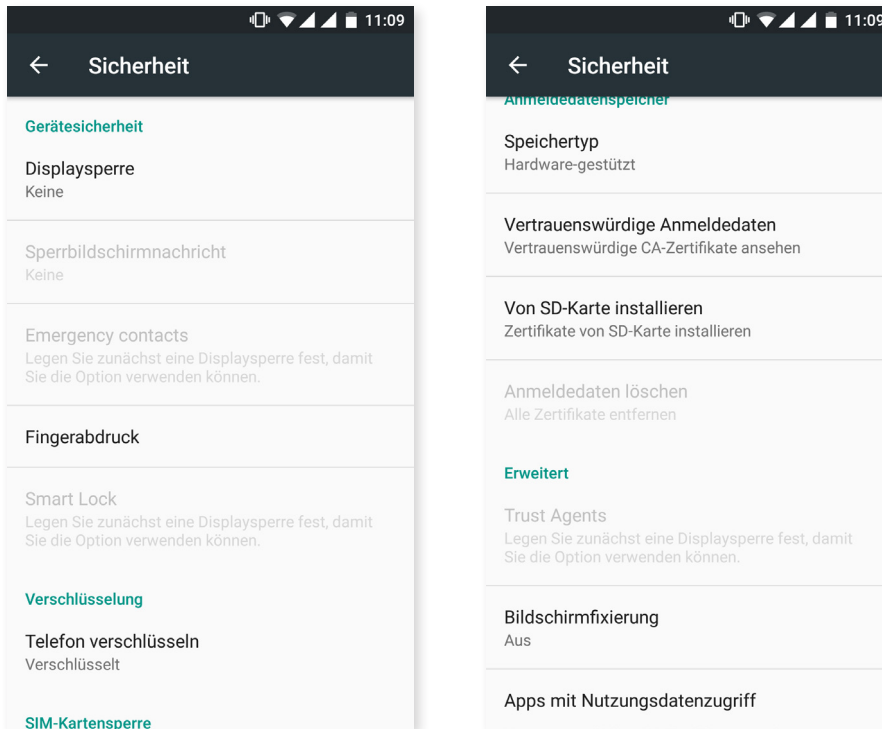 11:09
Sicherheit
Gerätesicherheit
Displaysperre
Keine
Sperrbildschirmnachricht
Keine
Emergency contacts
Legen Sie zunächst eine Displaysperre fest, damit
Sie die Option verwenden können.
Fingerabdruck
Smart Lock
Legen Sie zunächst eine Displaysperre fest, damit
Sie die Option verwenden können.
Verschlüsselung
Telefon verschlüsseln
Verschlüsselt
SIM-Kartensperre
11:09
Sicherheit
Anmeldedatenspeicher
Speichertyp
Hardware-gestützt
Vertrauenswürdige Anmeldedaten
Vertrauenswürdige CA-Zertifikate ansehen
Von SD-Karte installieren
Zertifikate von SD-Karte installieren
Anmeldedaten löschen
Alle Zertifikate entfernen
Erweitert
Trust Agents
Legen Sie zunächst eine Displaysperre fest, damit
Sie die Option verwenden können.
Bildschirmfixierung
Aus
Apps mit Nutzungsdatenzugriff